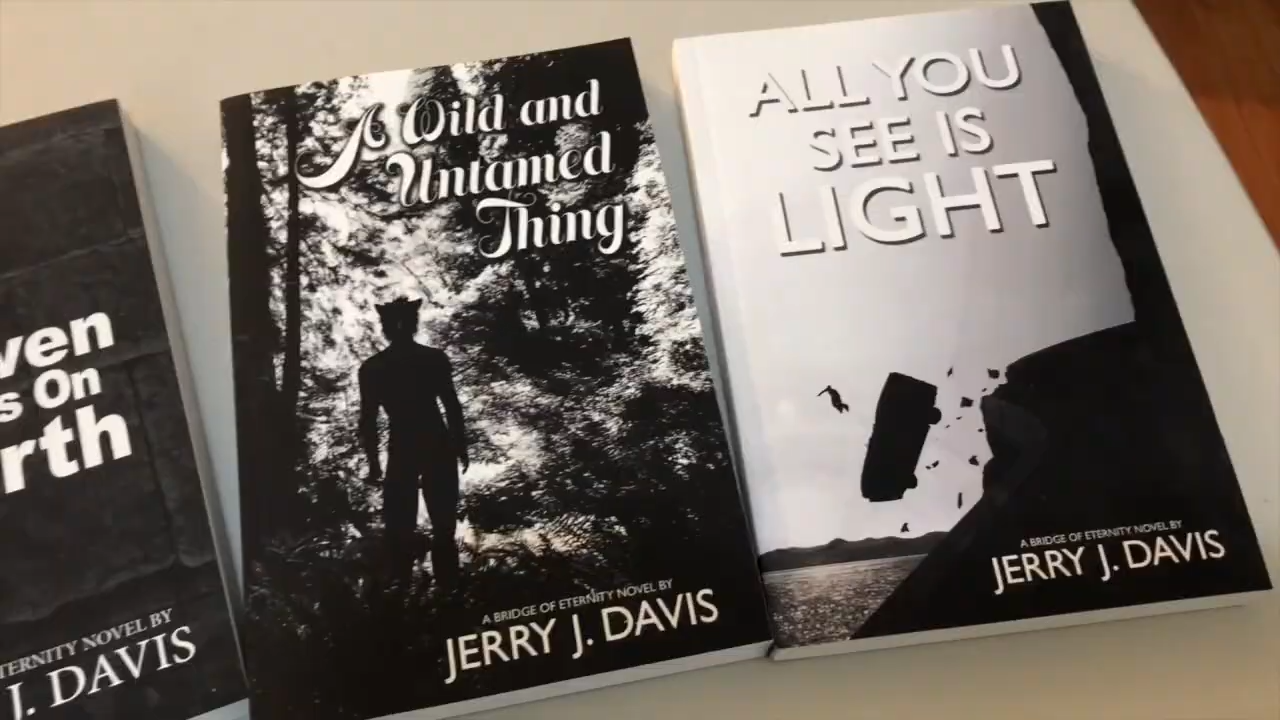 ven
s On
rth
TERNITY NOVEL BY
J. DAVIS
A Wild and
Untamed
Thing
A BRIDGE OF ETERNITY NOVEL BY
JERRY J. DAVIS
ALL YOU
SEE IS
LIGHT
A BRIDGE OF ETERNITY NOVEL BY
JERRY J. DAVIS